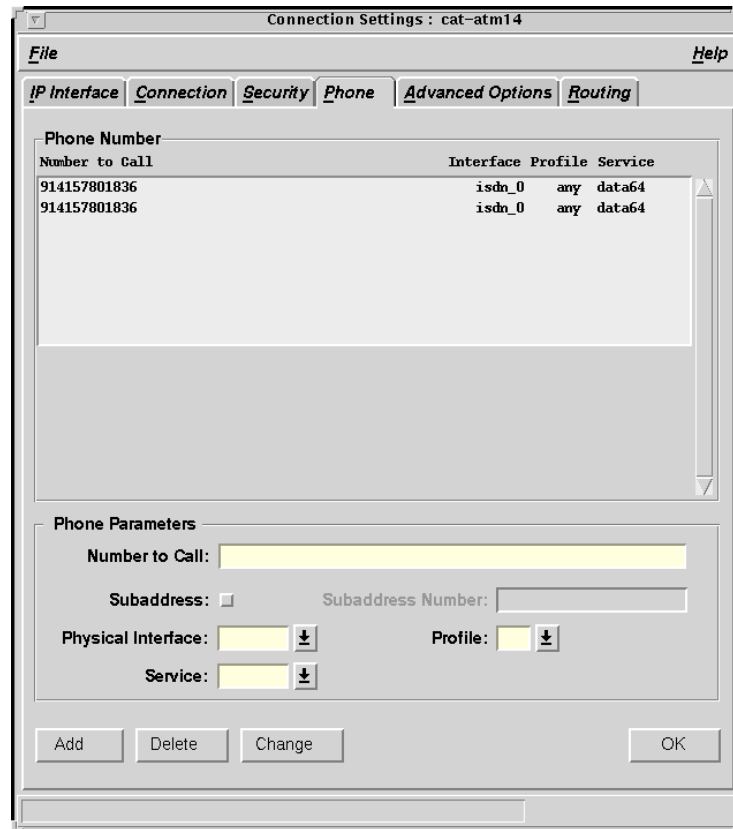 Connection Settings : cat-atm14
File Help
IP Interface Connection Security Phone Advanced Options Routing
Phone Number
Number to Call Interface Profile Service
914157801836 isdn_0 any data64
914157801836 isdn_0 any data64
Phone Parameters
Number to Call:
Subaddress: Subaddress Number:
Physical Interface: Profile:
Service:
Add Delete Change OK